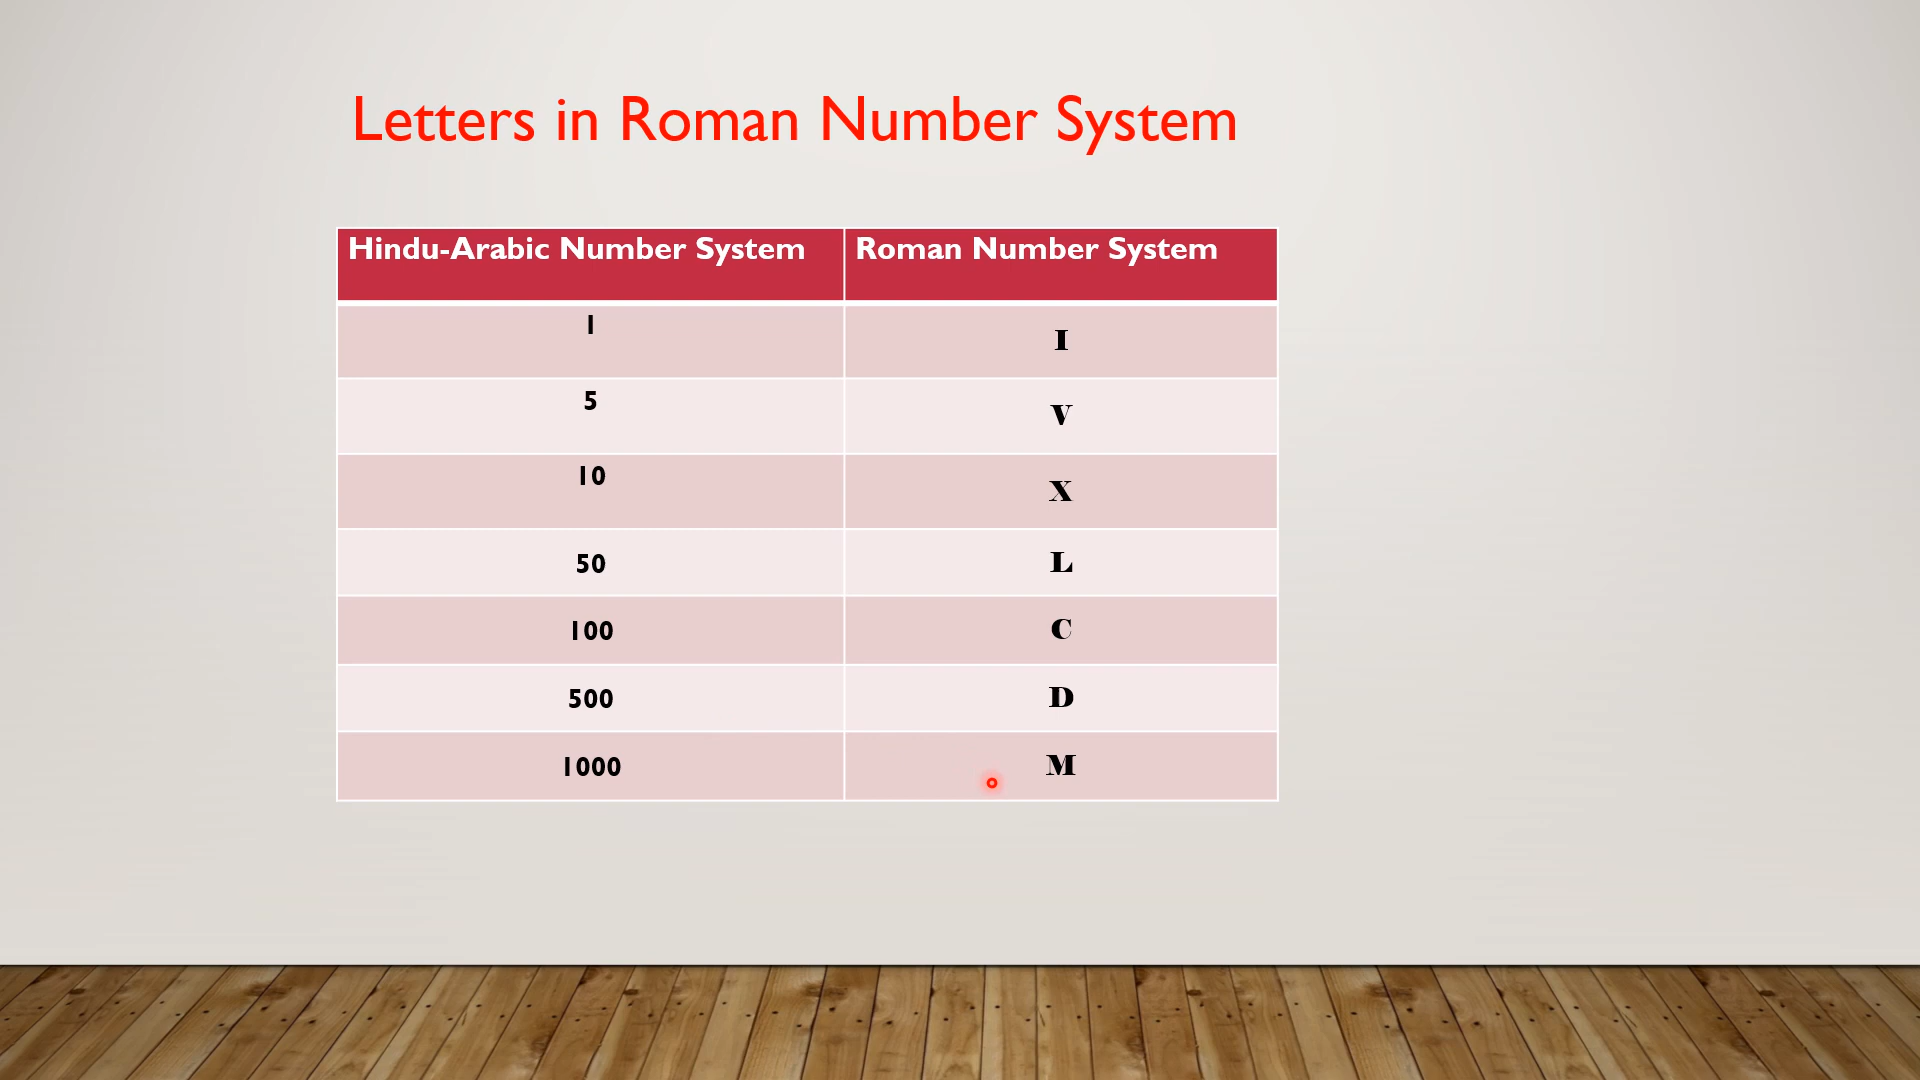 Letters in Roman Number System
Hindu-Arabic Number System Roman Number System
1 I
5 V
10 X
50 L
100 C
500 D
1000 M